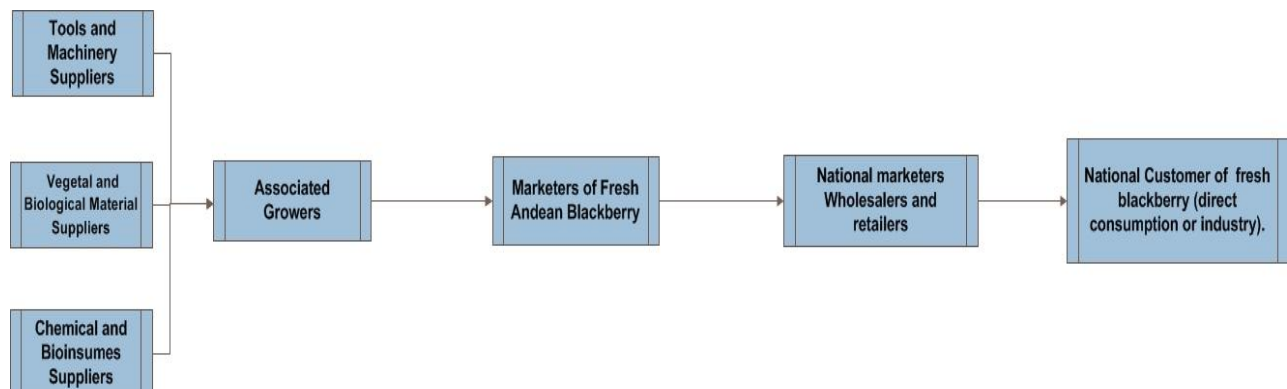 Tools and
Machinery
Suppliers
Vegetal and
Biological Material
Suppliers
Chemical and
Bioinsumes
Suppliers
Associated
Growers
Marketers of Fresh
Andean Blackberry
National marketers
Wholesalers and
retailers
National Customer of fresh
blackberry (direct
consumption or industry).